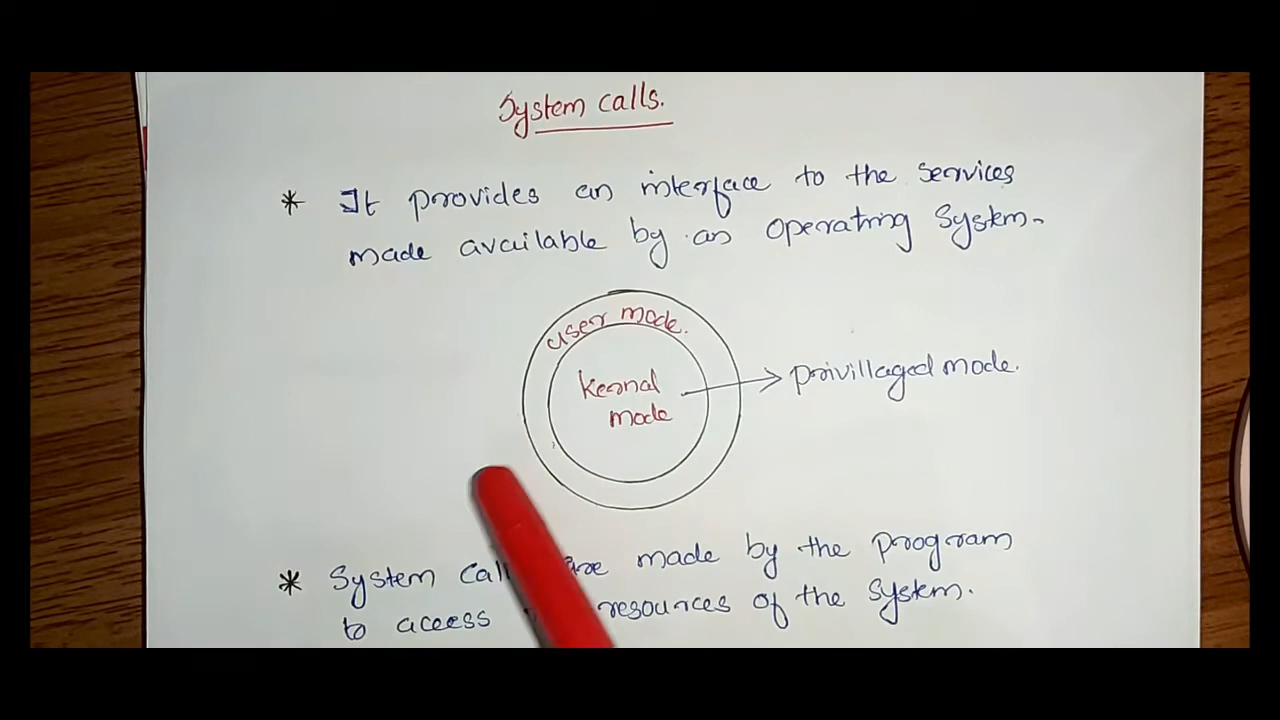 System calls.
* It provides an interface to the services
made available by an operating System.
user mode.
kernal
mode
privillaged mode.
* System call are made by the program
to access resources of the system.